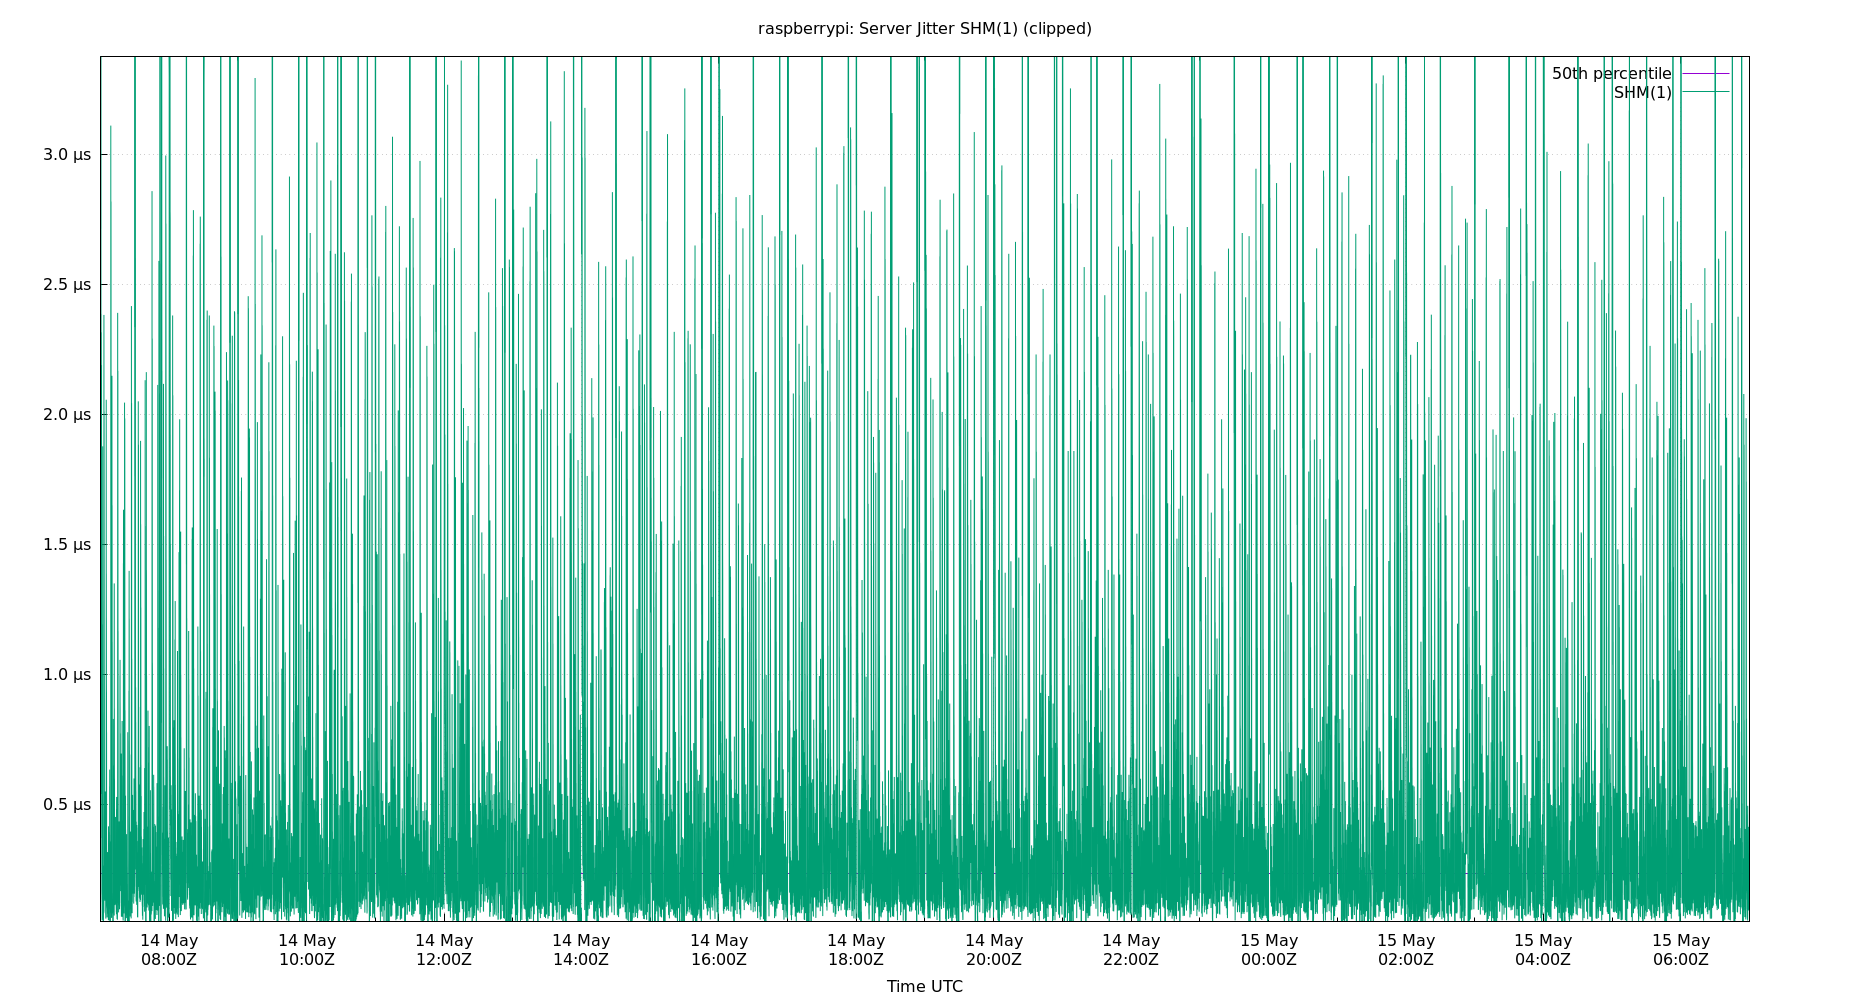 raspberrypi: Server Jitter SHM(1) (clipped)
50th percentile
SHM(1)
3.0 µs
2.5 µs
2.0 µs
1.5 µs
1.0 µs
0.5 µs
14 May 14 May 14 May 14 May 14 May 14 May 14 May 14 May 15 May 15 May 15 May 15 May
08:00Z 10:00Z 12:00Z 14:00Z 16:00Z 18:00Z 20:00Z 22:00Z 00:00Z 02:00Z 04:00Z 06:00Z
Time UTC